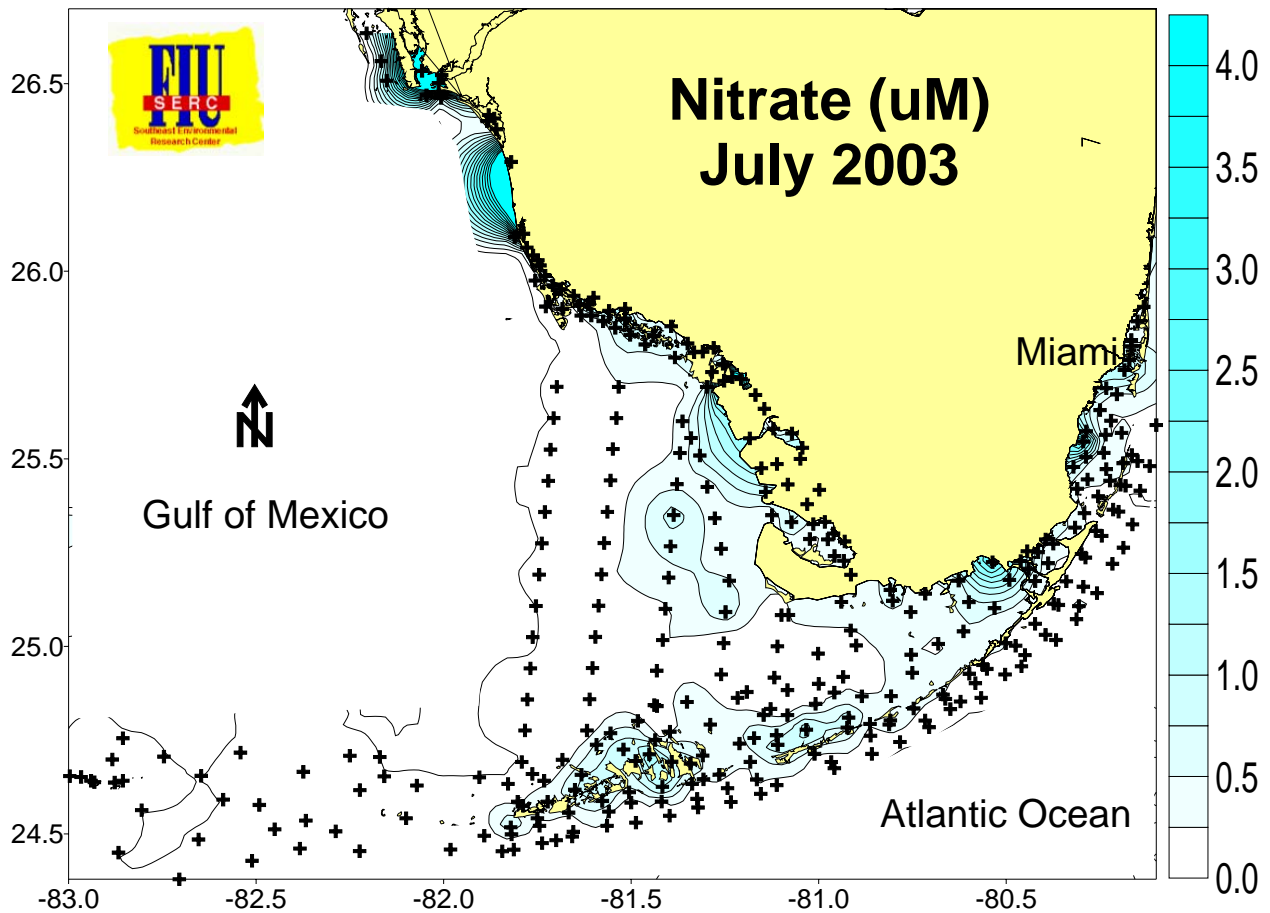 FIU
SERC
Southeast Environmental
Research Center
Nitrate (uM)
July 2003
N
Gulf of Mexico
Miami
Atlantic Ocean
26.5
26.0
25.5
25.0
24.5
-83.0
-82.5
-82.0
-81.5
-81.0
-80.5
4.0
3.5
3.0
2.5
2.0
1.5
1.0
0.5
0.0